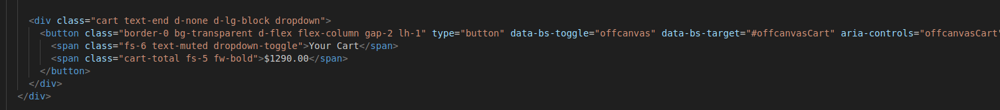 <div class="cart text-end d-none d-lg-block dropdown">
<button class="border-0 bg-transparent d-flex flex-column gap-2 lh-1" type="button" data-bs-toggle="offcanvas" data-bs-target="#offcanvasCart" aria-controls="offcanvasCart"
<span class="fs-6 text-muted dropdown-toggle">Your Cart</span>
<span class="cart-total fs-5 fw-bold">$1290.00</span>
</button>
</div>
</div>